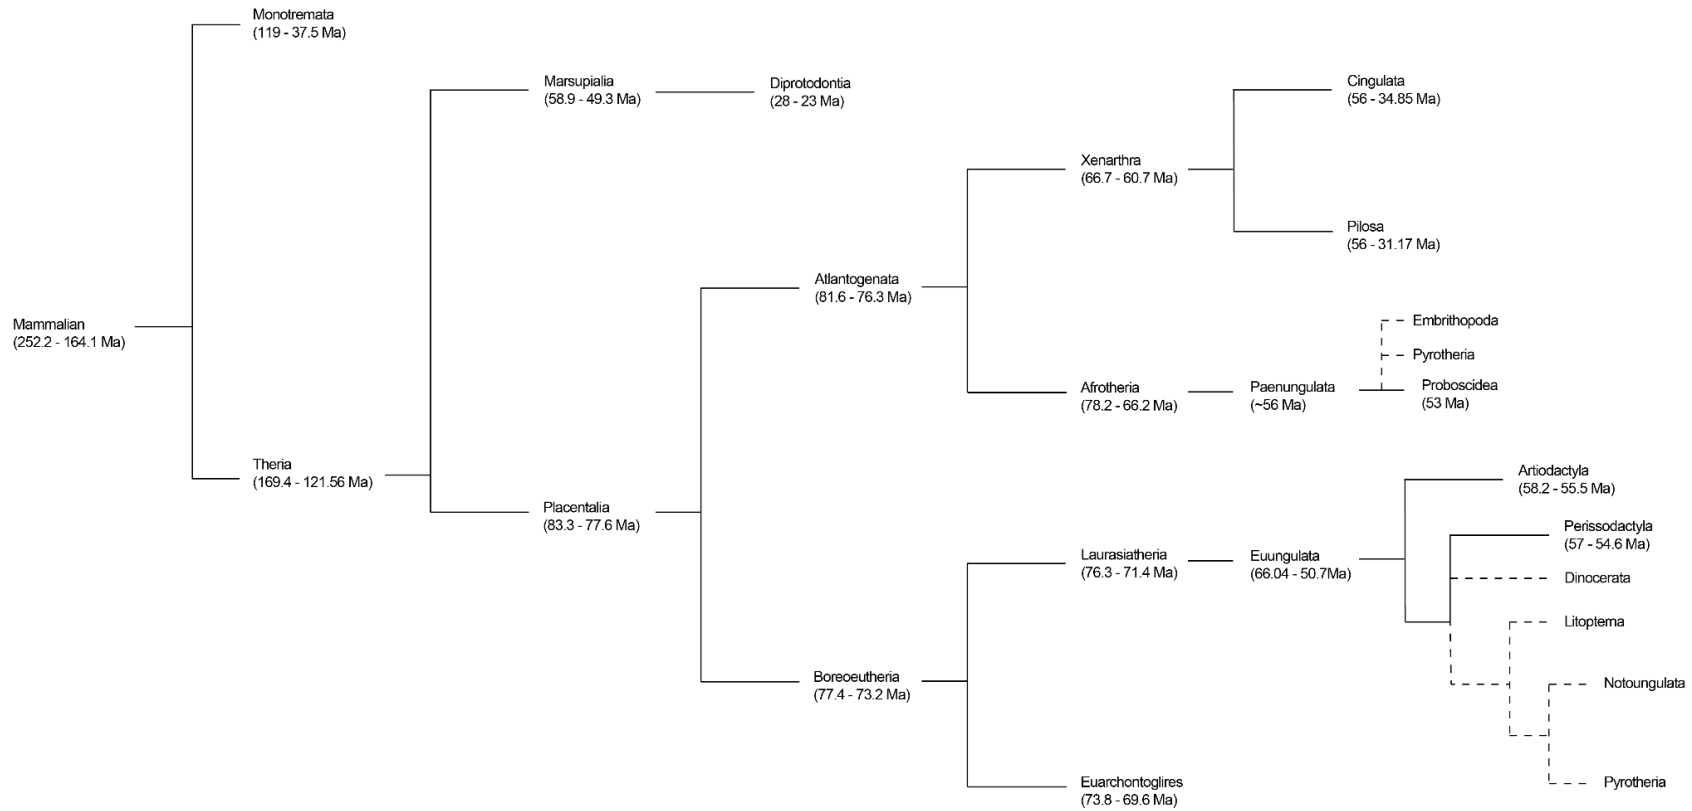 Monotremata
(119 - 37.5 Ma)
Marsupialia
(58.9 - 49.3 Ma)
Diprotodontia
(28 - 23 Ma)
Cingulata
(56 - 34.85 Ma)
Xenarthra
(66.7 - 60.7 Ma)
Pilosa
(56 - 31.17 Ma)
Atlantogenata
(81.6 - 76.3 Ma)
Mammalian
(252.2 - 164.1 Ma)
Embrithopoda
Pyrotheria
Afrotheria
(78.2 - 66.2 Ma)
Paenungulata
(~56 Ma)
Proboscidea
(53 Ma)
Theria
(169.4 - 121.56 Ma)
Placentalia
(83.3 - 77.6 Ma)
Artiodactyla
(58.2 - 55.5 Ma)
Perissodactyla
(57 - 54.6 Ma)
Laurasiatheria
(76.3 - 71.4 Ma)
Euungulata
(66.04 - 50.7Ma)
Dinocerata
Litopterna
Boreoeutheria
(77.4 - 73.2 Ma)
Notoungulata
Euarchontoglires
(73.8 - 69.6 Ma)
Pyrotheria